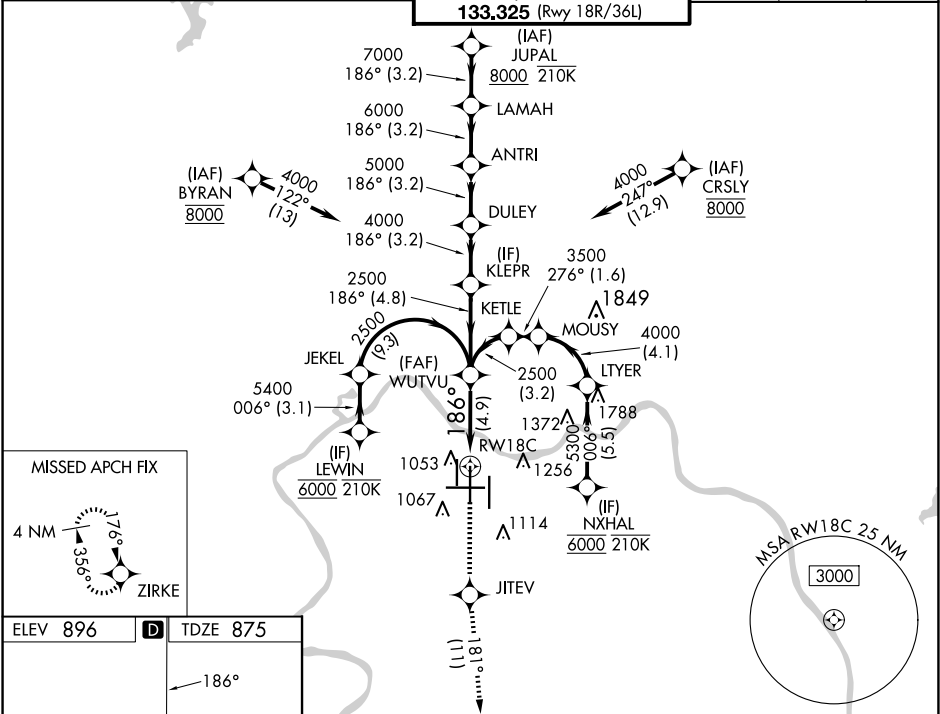 133.325 (Rwy 18R/36L)
(IAF)
JUPAL
8000 210K
7000
186° (3.2)
LAMAH
6000
186° (3.2)
ANTRI
5000
186° (3.2)
DULEY
4000
186° (3.2)
(IAF)
BYRAN
8000
4000
122°
(13)
(IAF)
CRSLY
8000
4000
247°
(12.9)
(IF)
KLEPR
2500
186° (4.8)
3500
276° (1.6)
KETLE
MOUSY
1849
4000
(4.1)
2500
(9.3)
JEKEL
(FAF)
WUTVU
2500
(3.2)
LTYER
1788
5400
006° (3.1)
186°
(4.9)
1372
5300
006°
(5.5)
(IF)
LEWIN
6000 210K
RW18C
1053
1256
1067
1114
(IF)
NXHAL
6000 210K
MISSED APCH FIX
4 NM
176°
356°
ZIRKE
JITEV
181°
(11)
MSA RW18C 25 NM
3000
ELEV 896 D TDZE 875
186°